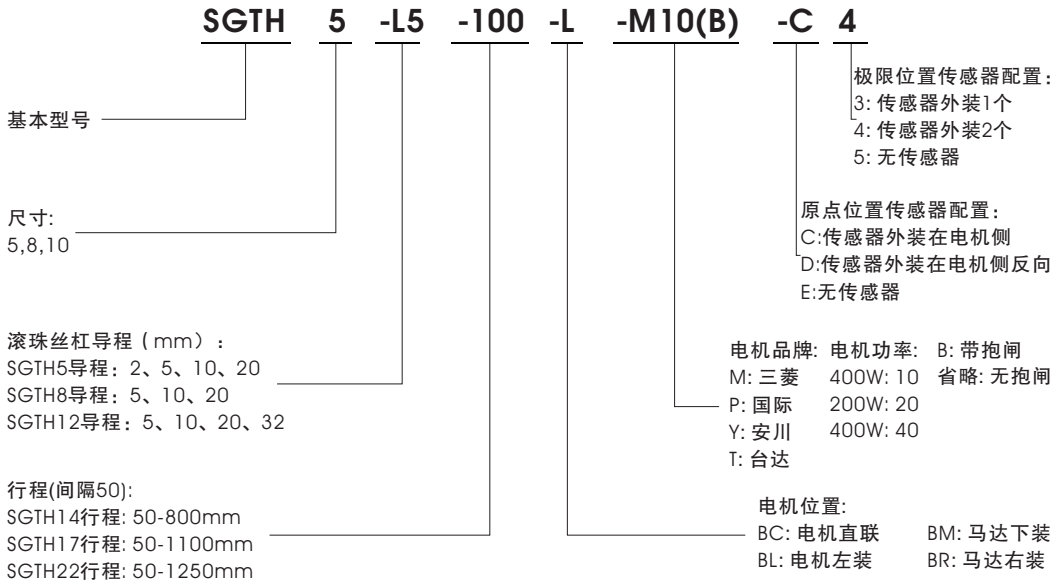 SGTH 5 -L5 -100 -L -M10(B) -C 4
极限位置传感器配置:
3: 传感器外装1个
4: 传感器外装2个
5: 无传感器
基本型号
原点位置传感器配置:
C:传感器外装在电机侧
D:传感器外装在电机侧反向
E:无传感器
尺寸:
5,8,10
滚珠丝杠导程(mm):
SGTH5导程: 2、5、10、20
SGTH8导程: 5、10、20
SGTH12导程: 5、10、20、32
电机品牌: 电机功率: B: 带抱闸
M: 三菱 400W: 10 省略: 无抱闸
P: 国际 200W: 20
Y: 安川 400W: 40
T: 台达
行程(间隔50):
SGTH14行程: 50-800mm
SGTH17行程: 50-1100mm
SGTH22行程: 50-1250mm
电机位置:
BC: 电机直联 BM: 马达下装
BL: 电机左装 BR: 马达右装